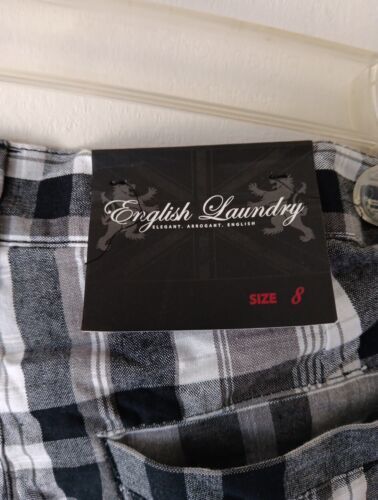 English Laundry
ELEGANT. ARROGANT. ENGLISH
SIZE 8